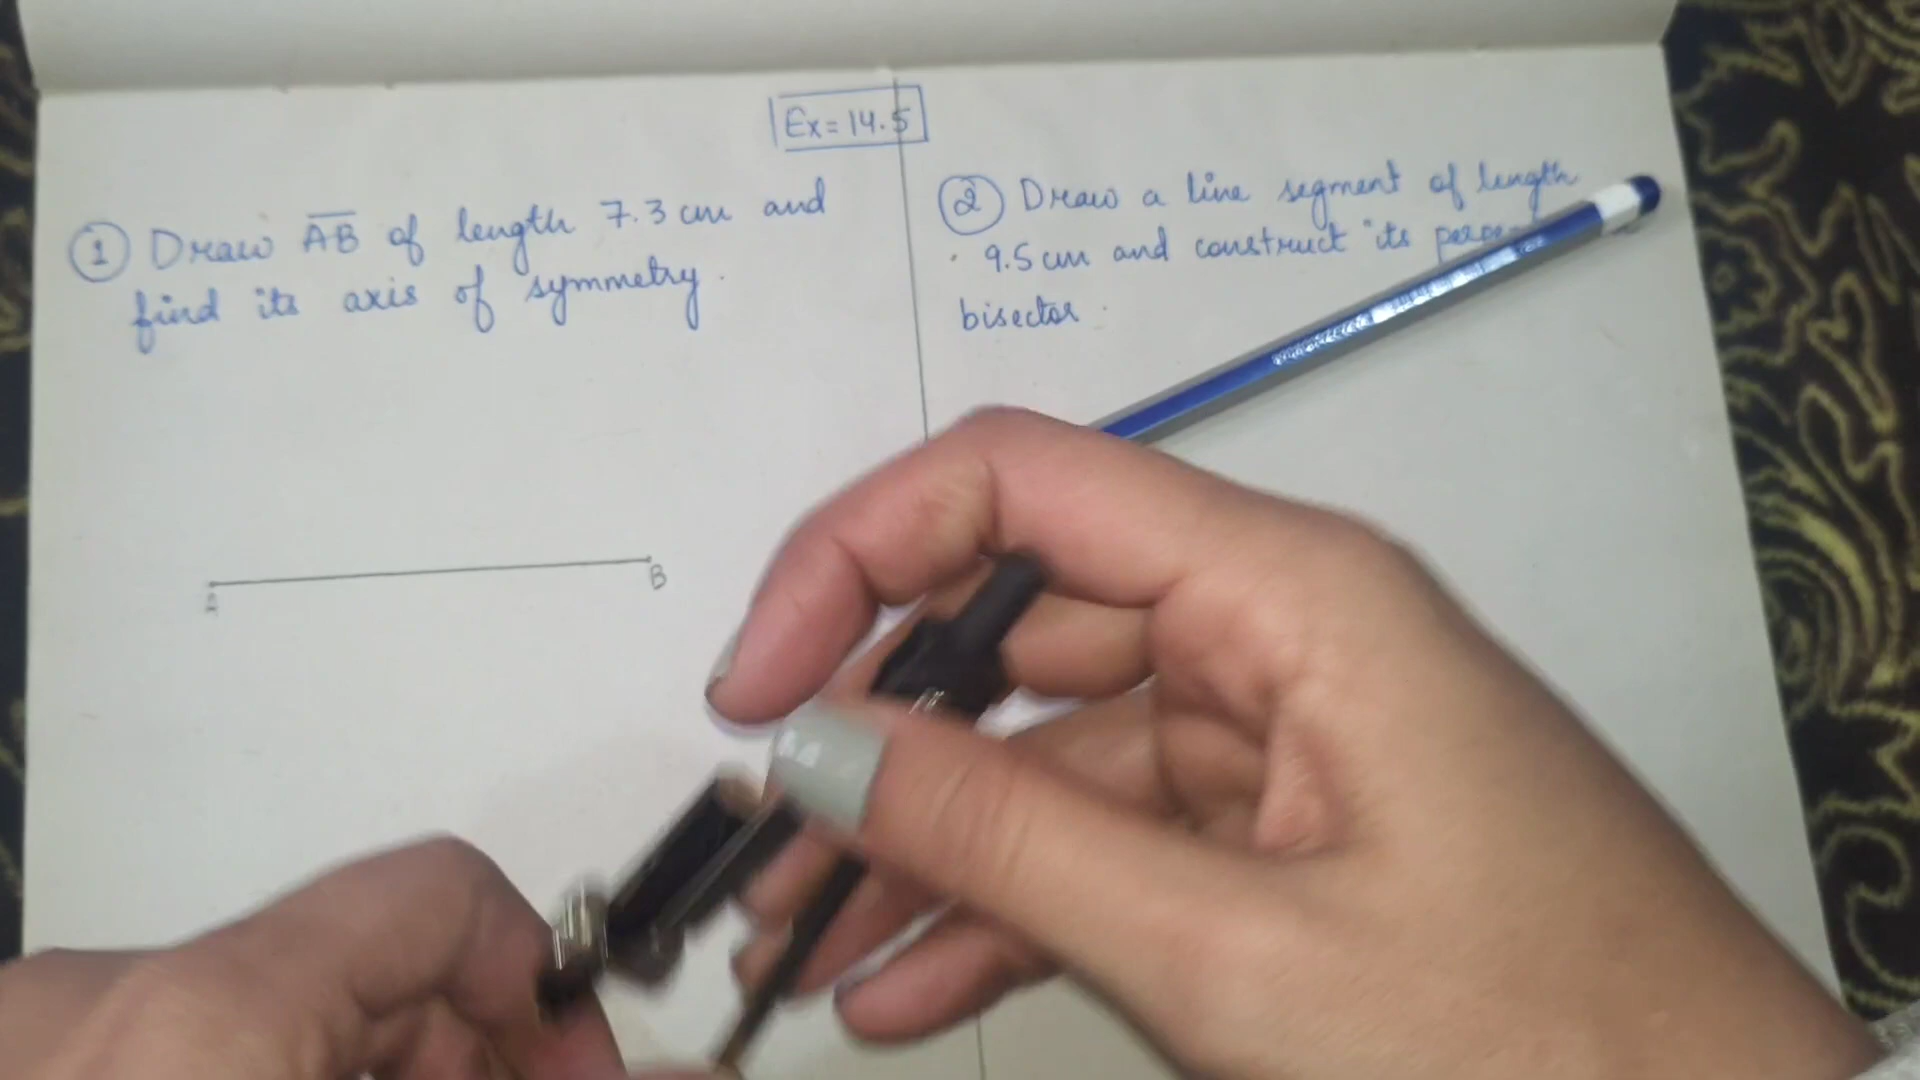 Ex = 14.5
① Draw A̅B̅ of length 7.3 cm and
find its axis of symmetry.
② Draw a line segment of length
9.5 cm and construct its
bisector.
A
B